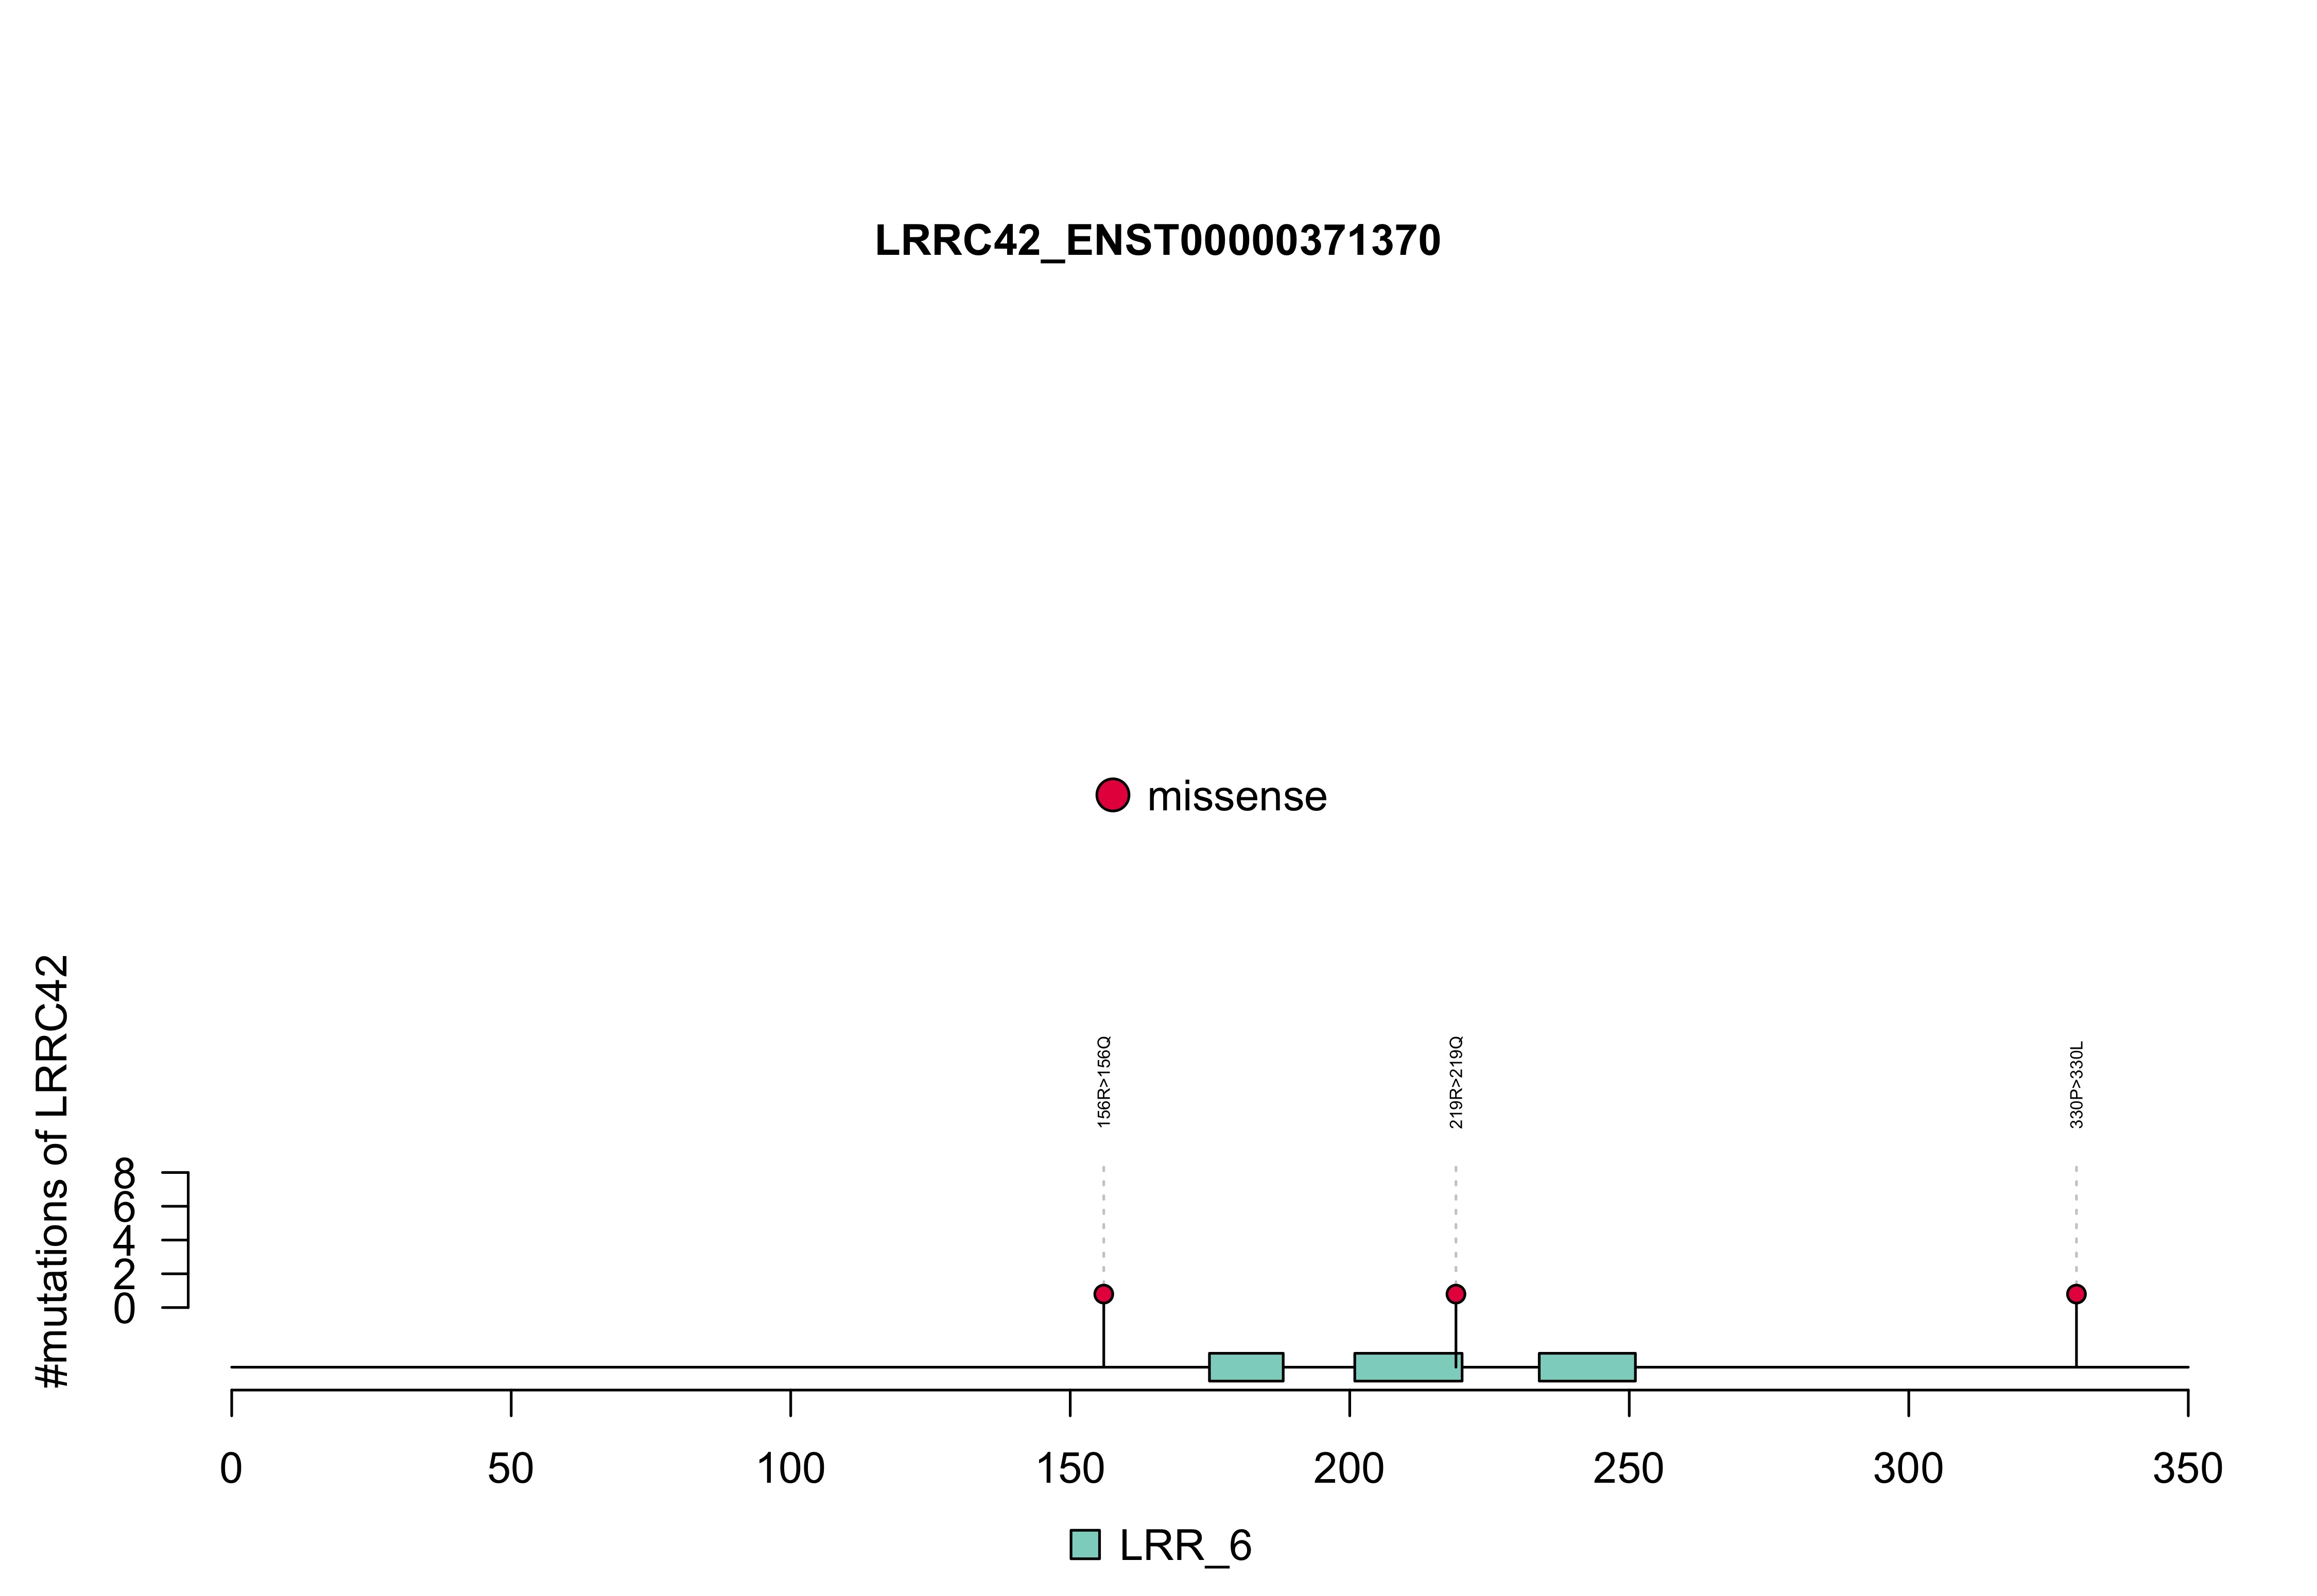 LRRC42_ENST00000371370
missense
#mutations of LRRC42
156R>156Q
219R>219Q
330P>330L
8
6
4
2
0
0 50 100 150 200 250 300 350
LRR_6